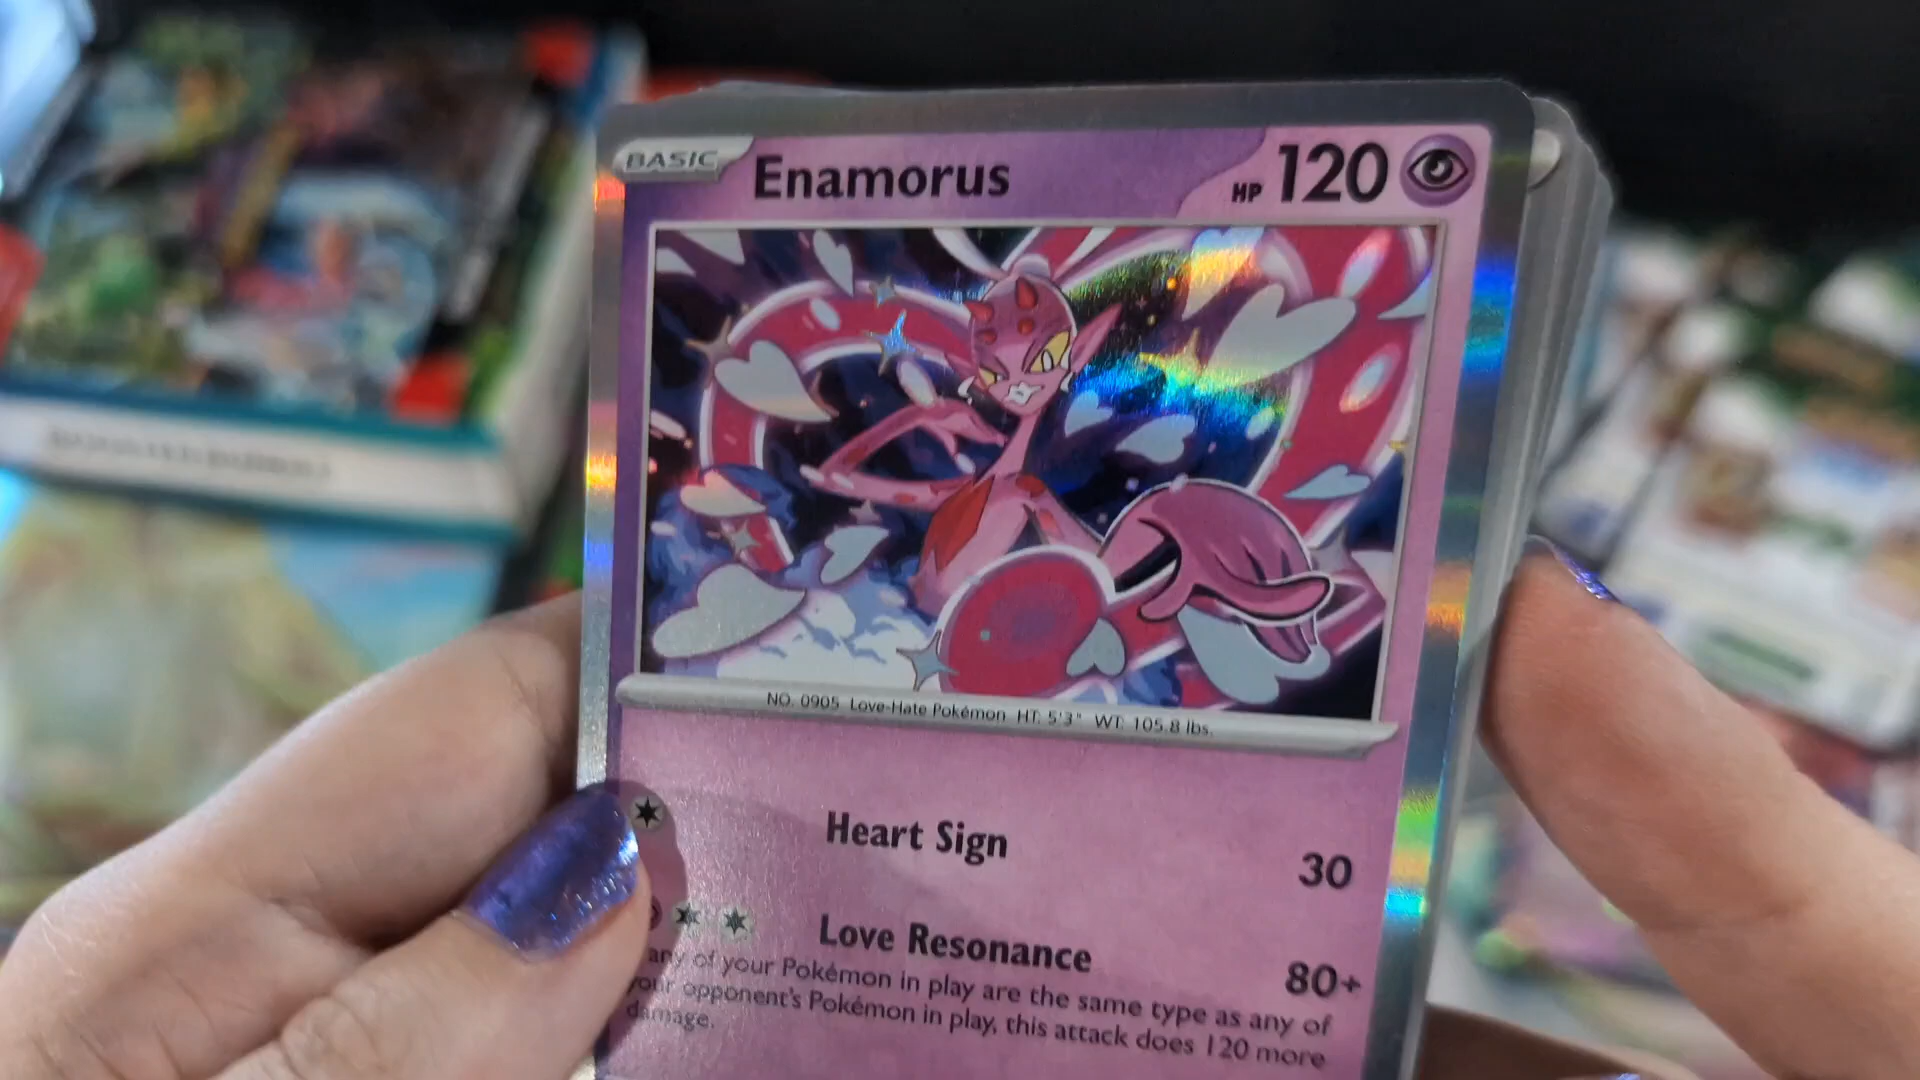 BASIC Enamorus HP 120
NO. 0905 Love-Hate Pokémon HT: 5'3" WT: 105.8 lbs.
Heart Sign 30
Love Resonance 80+
any of your Pokémon in play are the same type as any of
your opponent's Pokémon in play, this attack does 120 more
damage.